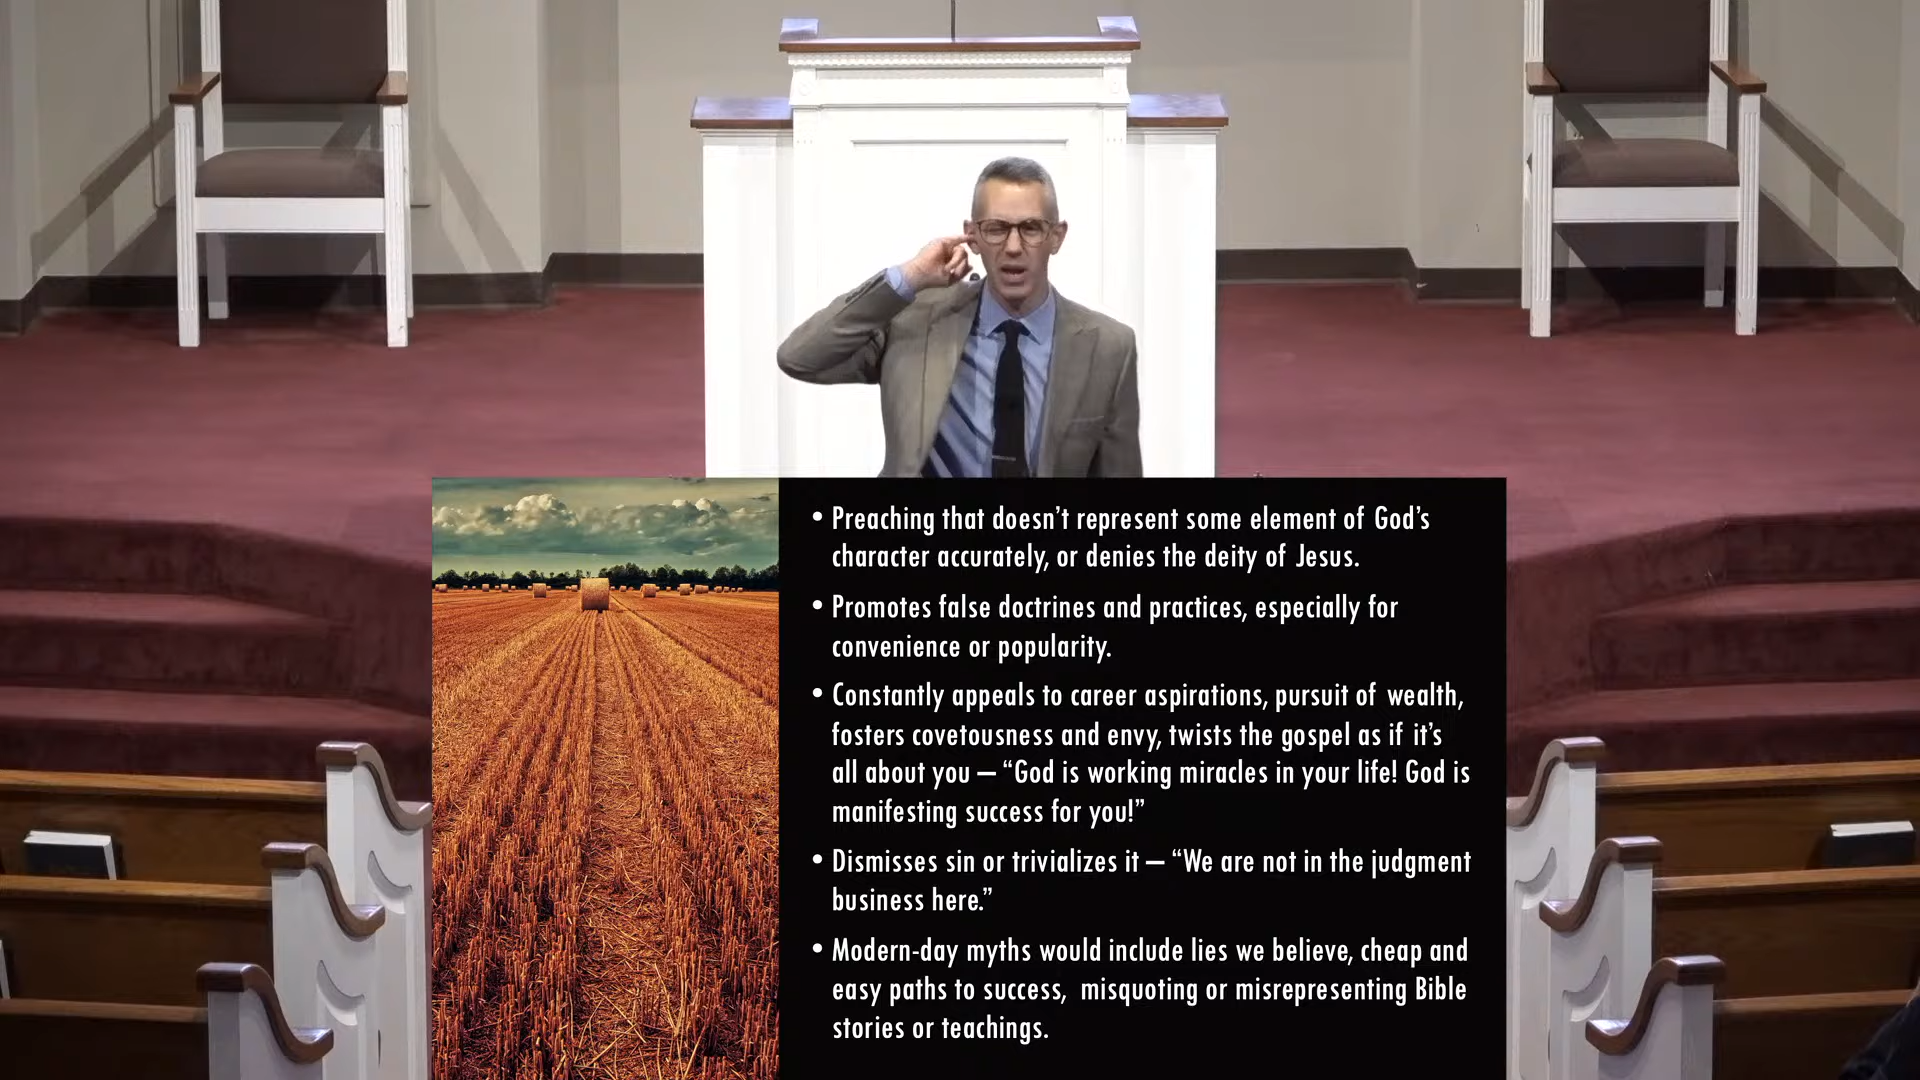 • Preaching that doesn’t represent some element of God’s
character accurately, or denies the deity of Jesus.
• Promotes false doctrines and practices, especially for
convenience or popularity.
• Constantly appeals to career aspirations, pursuit of wealth,
fosters covetousness and envy, twists the gospel as if it’s
all about you – “God is working miracles in your life! God is
manifesting success for you!”
• Dismisses sin or trivializes it – “We are not in the judgment
business here.”
• Modern-day myths would include lies we believe, cheap and
easy paths to success,  misquoting or misrepresenting Bible
stories or teachings.